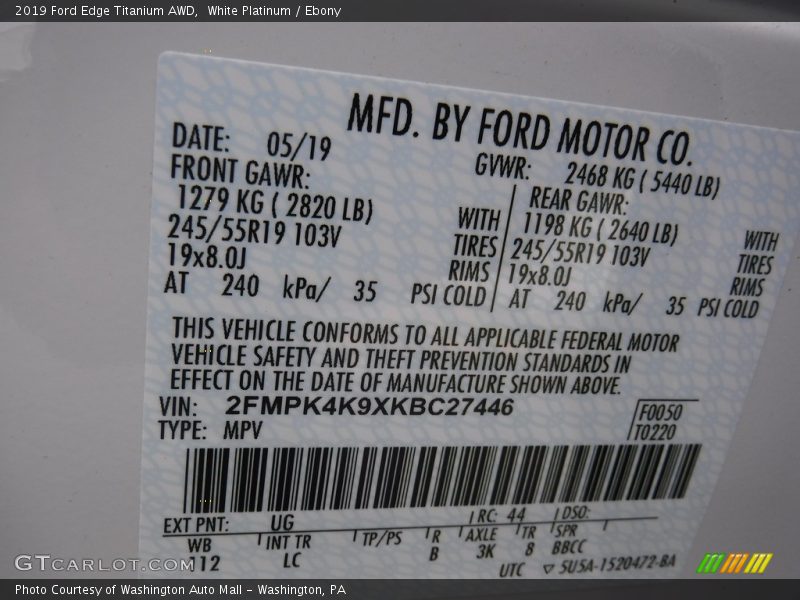 2019 Ford Edge Titanium AWD,  White Platinum / Ebony
MFD. BY FORD MOTOR CO.
DATE: 05/19
GVWR: 2468 KG ( 5440 LB)
FRONT GAWR:
1279 KG ( 2820 LB)
245/55R19 103V
19x8.0J
WITH
TIRES
RIMS
AT 240 kPa/ 35 PSI COLD
REAR GAWR:
1198 KG ( 2640 LB)
245/55R19 103V
19x8.0J
WITH
TIRES
RIMS
AT 240 kPa/ 35 PSI COLD
THIS VEHICLE CONFORMS TO ALL APPLICABLE FEDERAL MOTOR
VEHICLE SAFETY AND THEFT PREVENTION STANDARDS IN
EFFECT ON THE DATE OF MANUFACTURE SHOWN ABOVE.
VIN: 2FMPK4K9XKBC27446
TYPE: MPV
F0050
T0220
EXT PNT: UG RC: 44 DSO:
WB INT TR TP/PS R AXLE TR SPR
112 LC B 3K 8 BBCC
UTC ▽ 5U5A-1520472-BA
GTCARLOT.COM
Photo Courtesy of Washington Auto Mall - Washington, PA